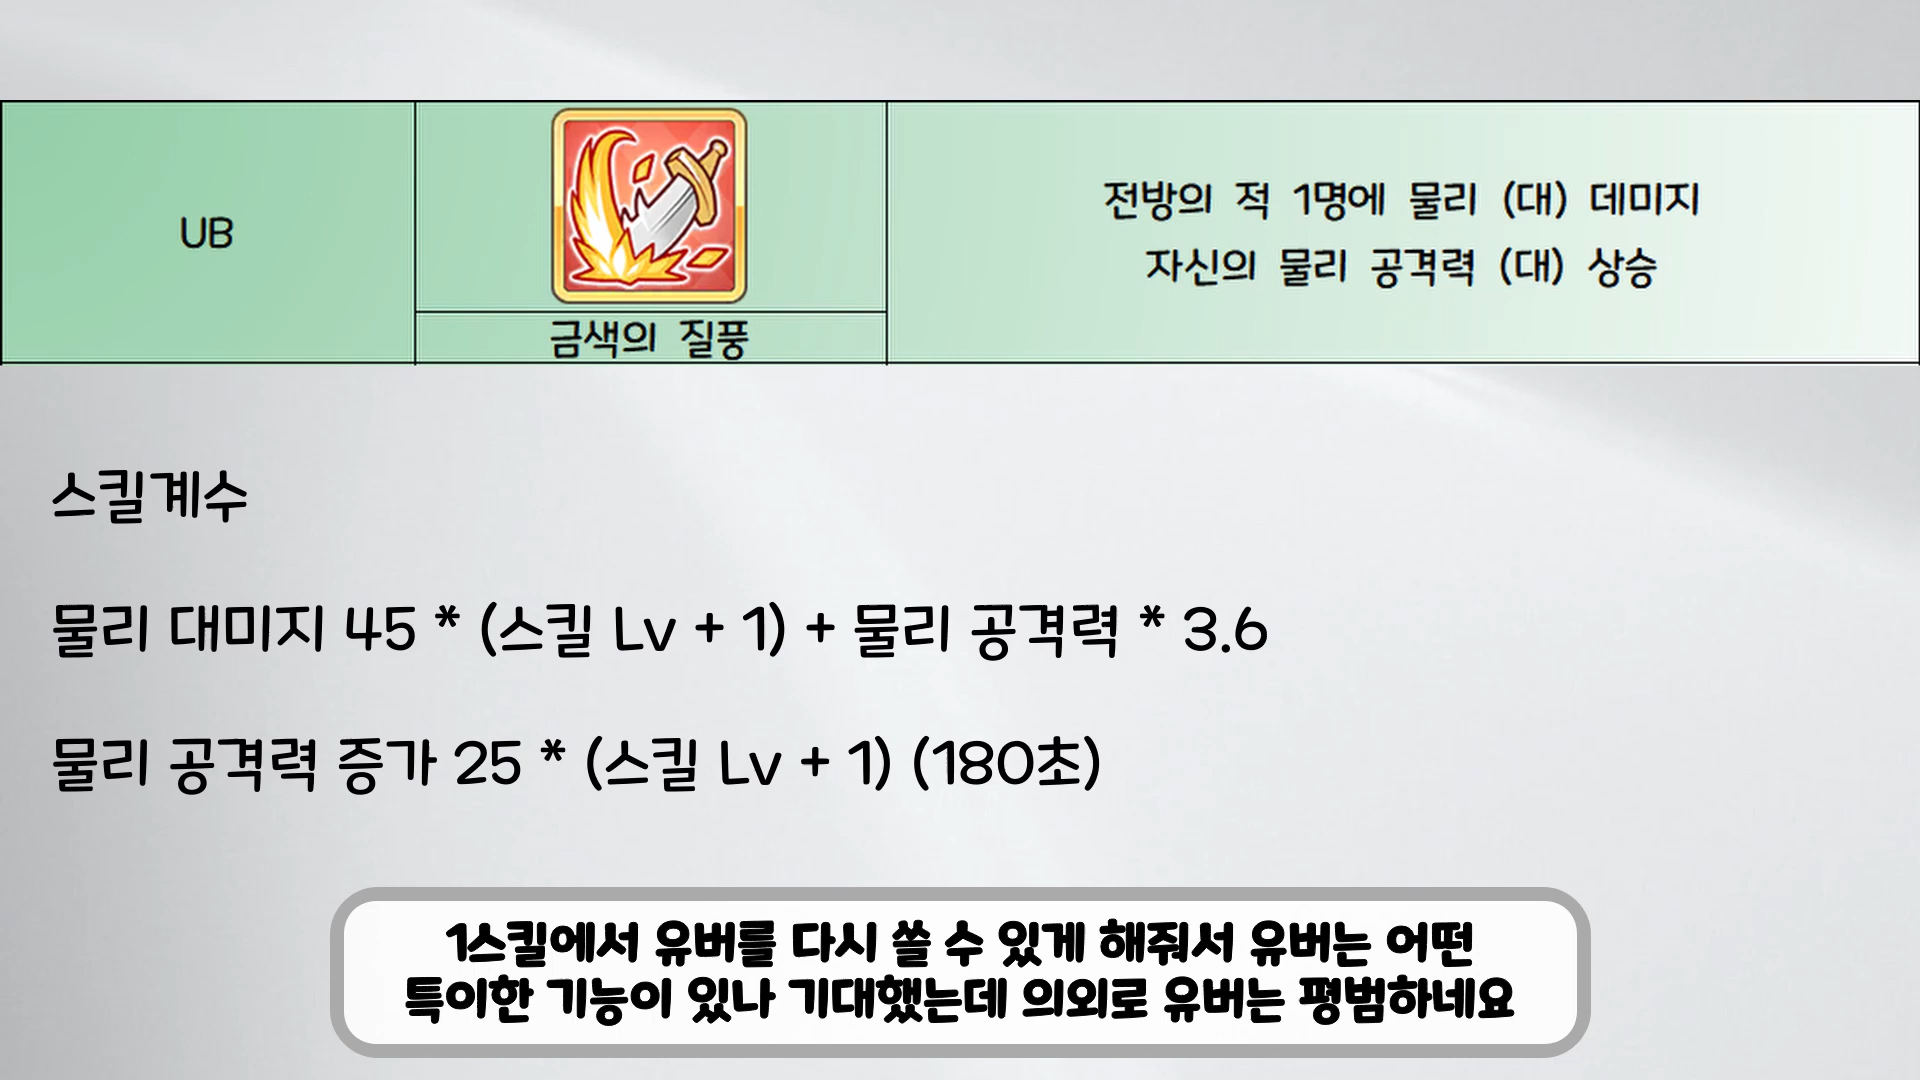 UB
금색의 질풍
전방의 적 1명에 물리 (대) 데미지
자신의 물리 공격력 (대) 상승
스킬계수
물리 대미지 45 * (스킬 Lv + 1) + 물리 공격력 * 3.6
물리 공격력 증가 25 * (스킬 Lv + 1) (180초)
1스킬에서 유버를 다시 쓸 수 있게 해줘서 유버는 어떤
특이한 기능이 있나 기대했는데 의외로 유버는 평범하네요